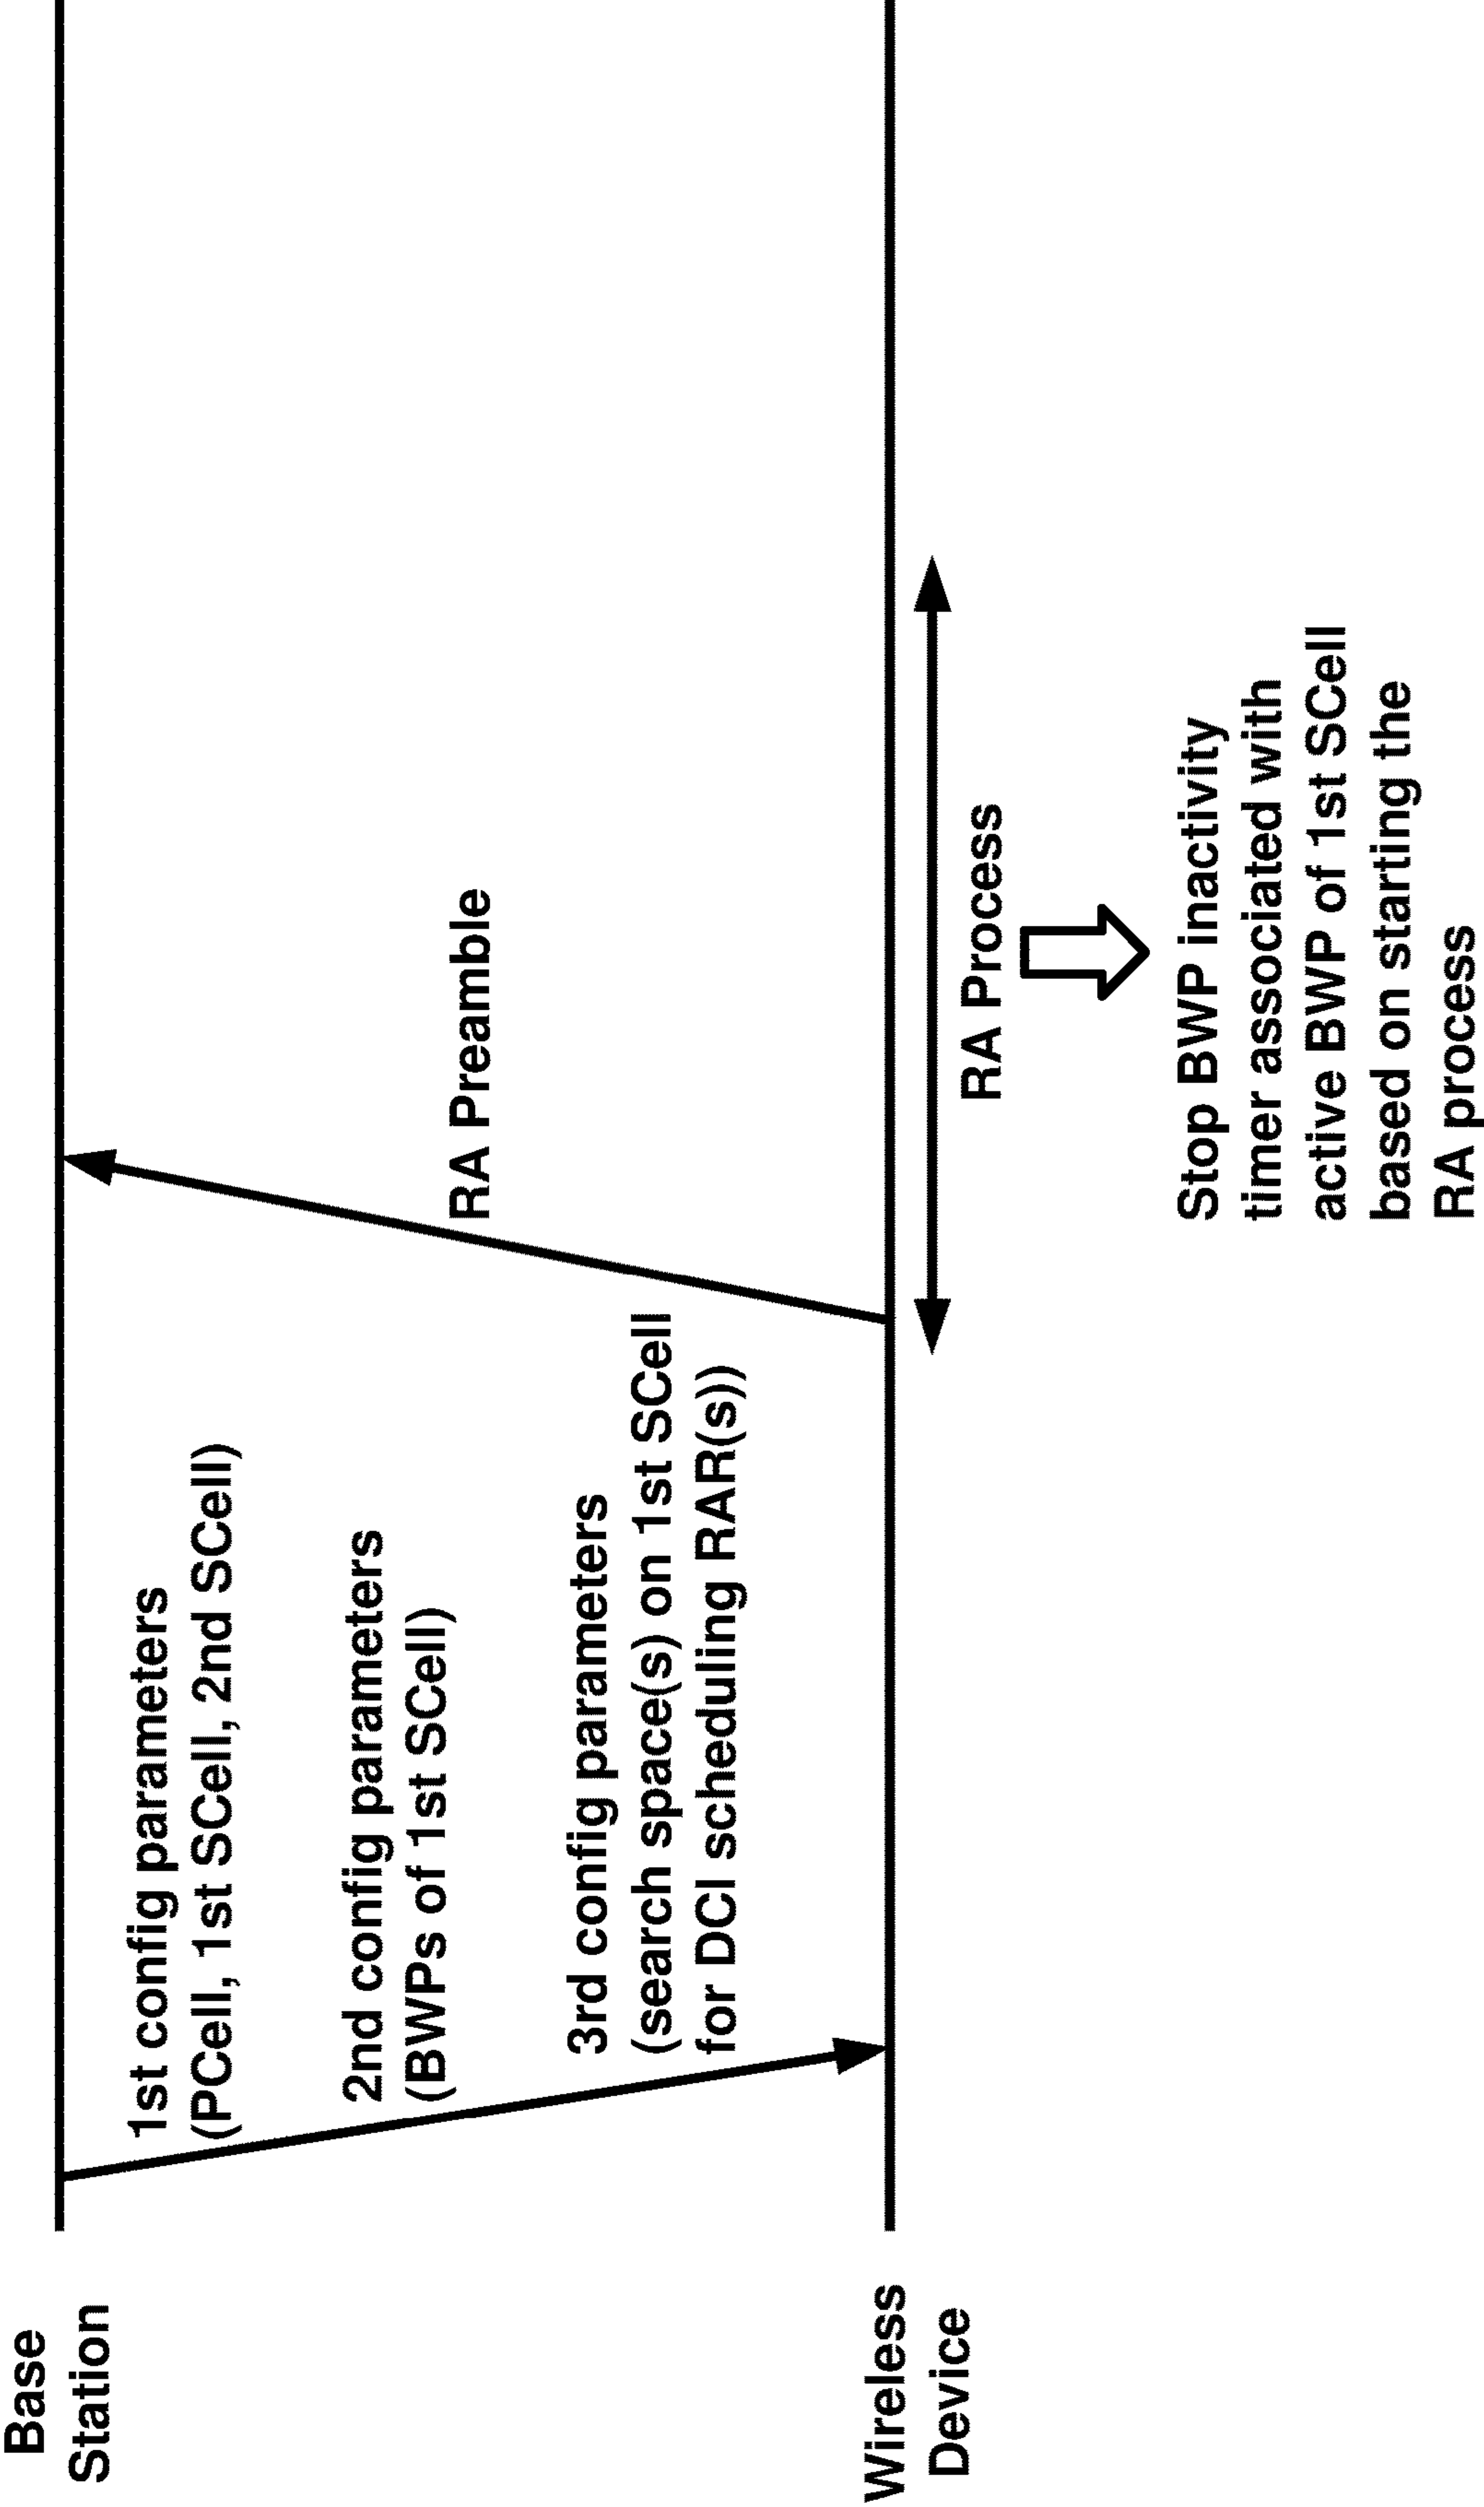 Base
Station
1st config parameters
(PCell, 1st SCell, 2nd SCell)
2nd config parameters
(BWPs of 1st SCell)
3rd config parameters
(search space(s) on 1st SCell
for DCI scheduling RAR(s))
RA Preamble
Wireless
Device
RA Process
Stop BWP inactivity
timer associated with
active BWP of 1st SCell
based on starting the
RA process